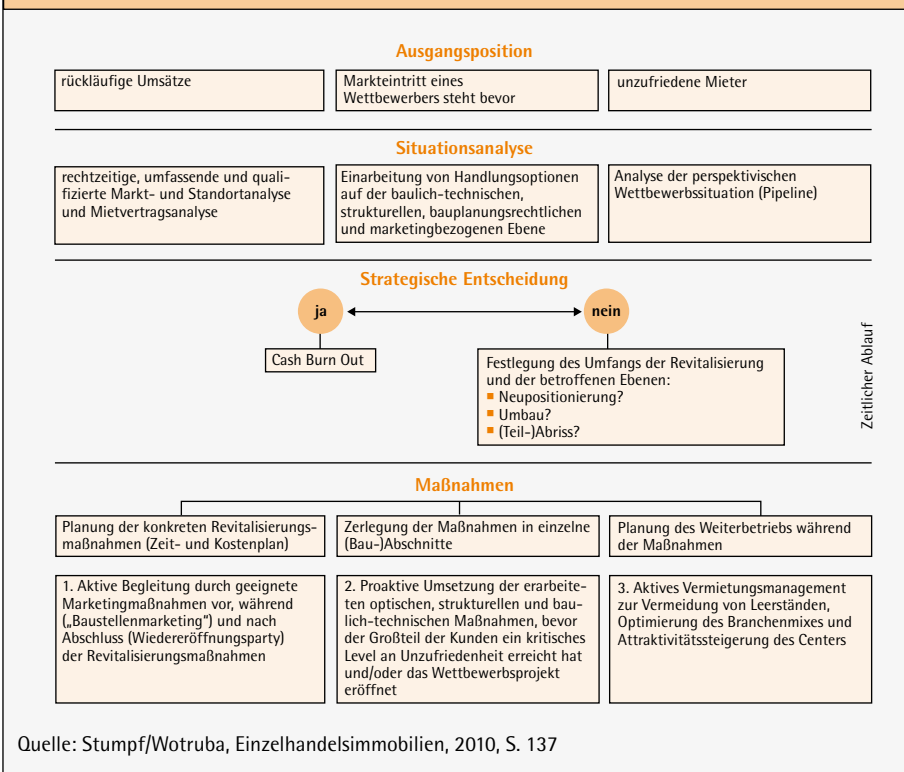 Ausgangsposition
rückläufige Umsätze
Markteintritt eines
Wettbewerbers steht bevor
unzufriedene Mieter
Situationsanalyse
rechtzeitige, umfassende und quali-
fizierte Markt- und Standortanalyse
und Mietvertragsanalyse
Einarbeitung von Handlungsoptionen
auf der baulich-technischen,
strukturellen, bauplanungsrechtlichen
und marketingbezogenen Ebene
Analyse der perspektivischen
Wettbewerbssituation (Pipeline)
Strategische Entscheidung
ja
nein
Cash Burn Out
Festlegung des Umfangs der Revitalisierung
und der betroffenen Ebenen:
▪ Neupositionierung?
▪ Umbau?
▪ (Teil-)Abriss?
Zeitlicher Ablauf
Maßnahmen
Planung der konkreten Revitalisierungs-
maßnahmen (Zeit- und Kostenplan)
Zerlegung der Maßnahmen in einzelne
(Bau-)Abschnitte
Planung des Weiterbetriebs während
der Maßnahmen
1. Aktive Begleitung durch geeignete
Marketingmaßnahmen vor, während
(„Baustellenmarketing“) und nach
Abschluss (Wiedereröffnungsparty)
der Revitalisierungsmaßnahmen
2. Proaktive Umsetzung der erarbeite-
ten optischen, strukturellen und bau-
lich-technischen Maßnahmen, bevor
der Großteil der Kunden ein kritisches
Level an Unzufriedenheit erreicht hat
und/oder das Wettbewerbsprojekt
eröffnet
3. Aktives Vermietungsmanagement
zur Vermeidung von Leerständen,
Optimierung des Branchenmixes und
Attraktivitätssteigerung des Centers
Quelle: Stumpf/Wotruba, Einzelhandelsimmobilien, 2010, S. 137